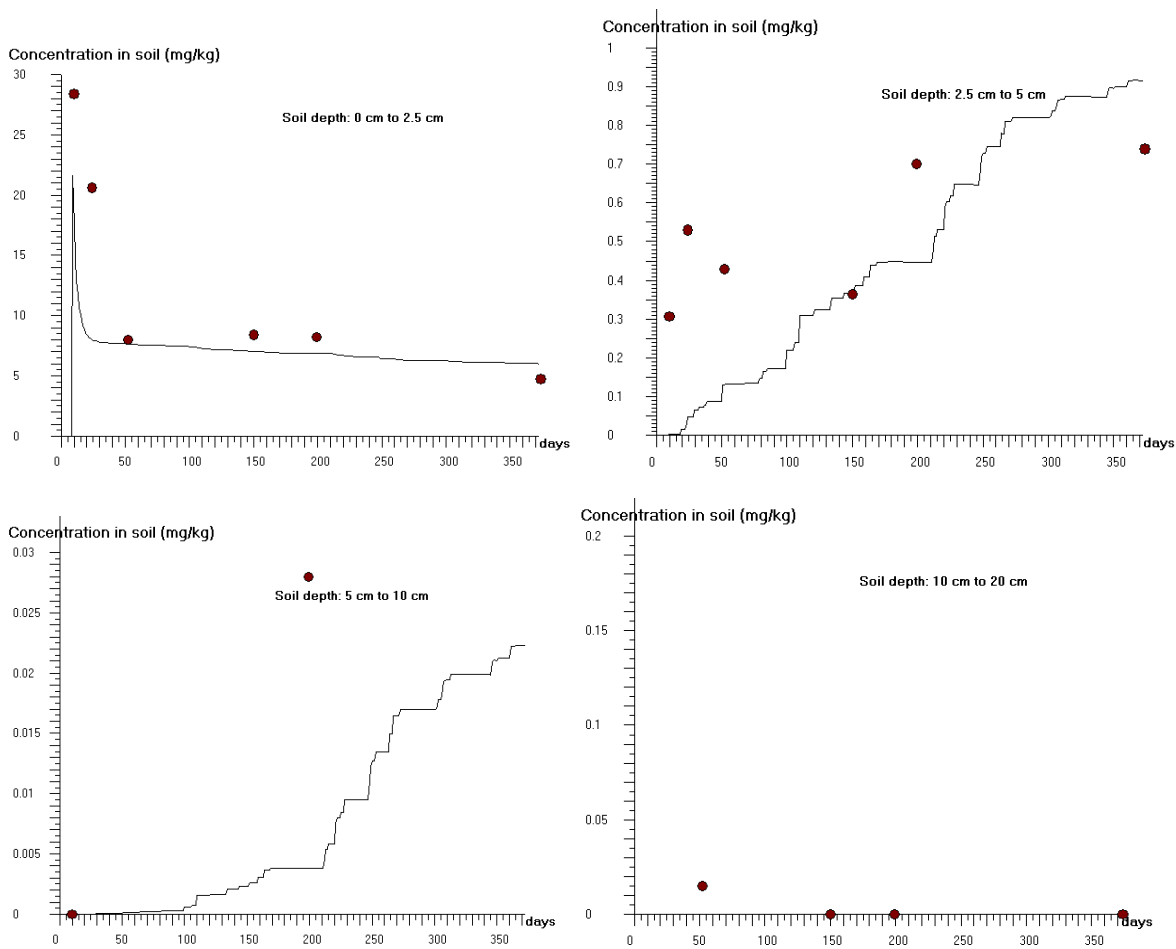 Concentration in soil (mg/kg)
30
25
20
15
10
5
0
Soil depth: 0 cm to 2.5 cm
days
0 50 100 150 200 250 300 350
Concentration in soil (mg/kg)
1
0.9
0.8
0.7
0.6
0.5
0.4
0.3
0.2
0.1
0
Soil depth: 2.5 cm to 5 cm
days
0 50 100 150 200 250 300 350
Concentration in soil (mg/kg)
0.03
0.025
0.02
0.015
0.01
0.005
0
Soil depth: 5 cm to 10 cm
days
0 50 100 150 200 250 300 350
Concentration in soil (mg/kg)
0.2
0.15
0.1
0.05
0
Soil depth: 10 cm to 20 cm
days
0 50 100 150 200 250 300 350